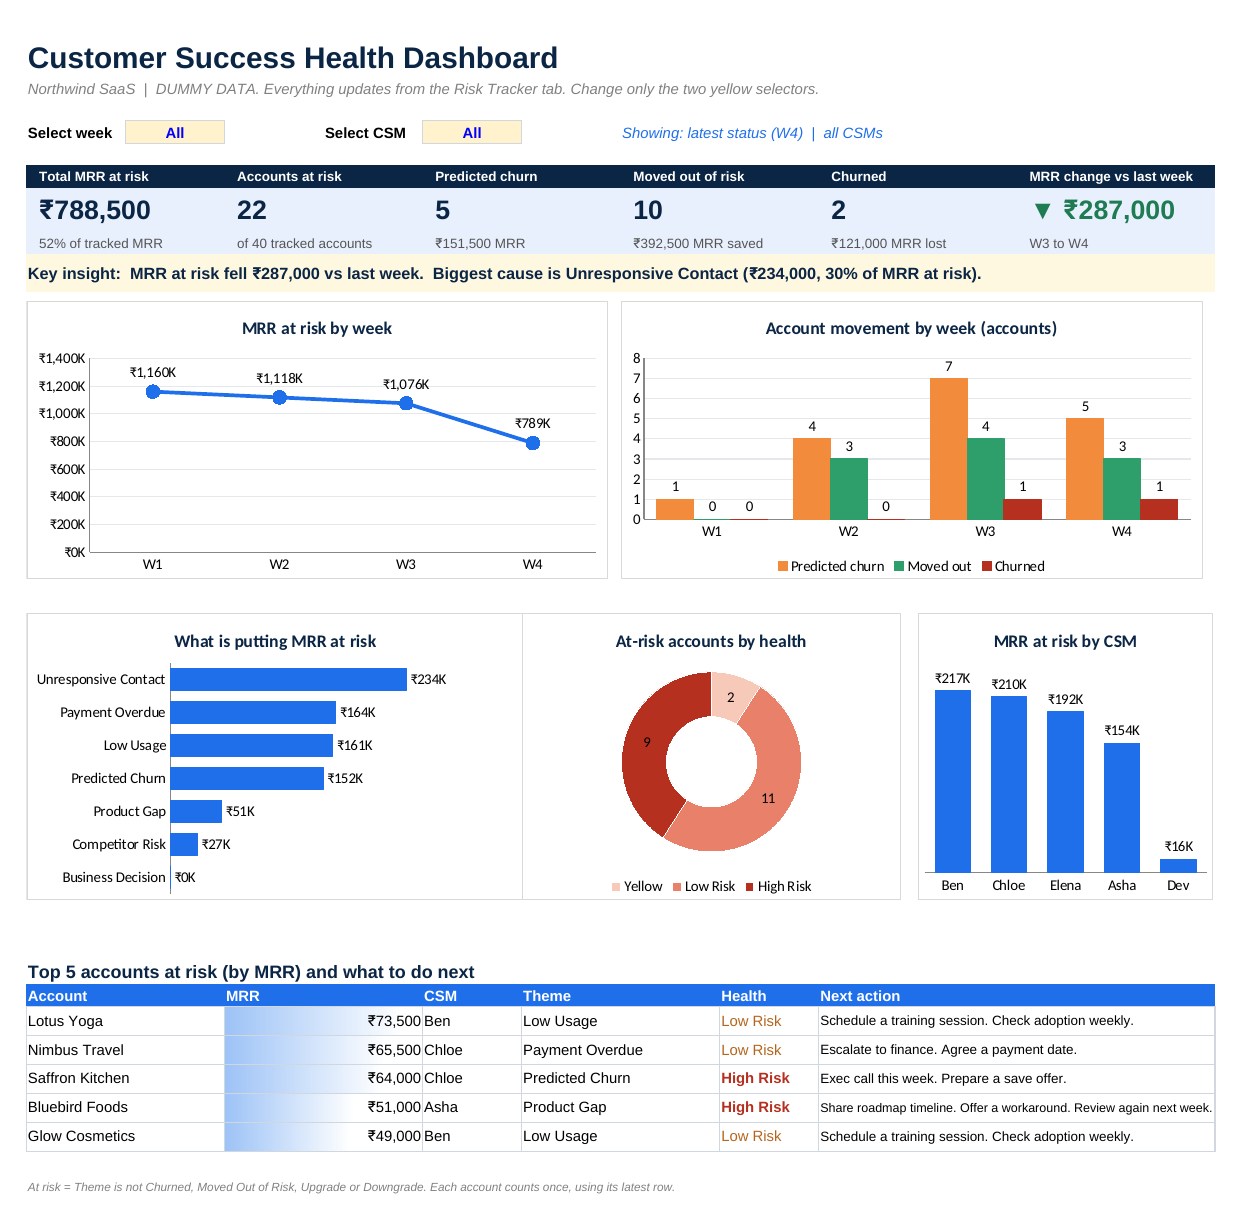 Customer Success Health Dashboard
Northwind SaaS | DUMMY DATA. Everything updates from the Risk Tracker tab. Change only the two yellow selectors.
Select week All Select CSM All Showing: latest status (W4) | all CSMs
Total MRR at risk Accounts at risk Predicted churn Moved out of risk Churned MRR change vs last week
₹788,500 22 5 10 2 ▼ ₹287,000
52% of tracked MRR of 40 tracked accounts ₹151,500 MRR ₹392,500 MRR saved ₹121,000 MRR lost W3 to W4
Key insight: MRR at risk fell ₹287,000 vs last week. Biggest cause is Unresponsive Contact (₹234,000, 30% of MRR at risk).
MRR at risk by week
₹1,400K
₹1,200K
₹1,000K
₹800K
₹600K
₹400K
₹200K
₹0K
₹1,160K ₹1,118K ₹1,076K ₹789K
W1 W2 W3 W4
Account movement by week (accounts)
8
7
6
5
4
3
2
1
0
1 0 0 4 3 0 7 4 1 5 3 1
W1 W2 W3 W4
Predicted churn Moved out Churned
What is putting MRR at risk
Unresponsive Contact ₹234K
Payment Overdue ₹164K
Low Usage ₹161K
Predicted Churn ₹152K
Product Gap ₹51K
Competitor Risk ₹27K
Business Decision ₹0K
At-risk accounts by health
2
9
11
Yellow Low Risk High Risk
MRR at risk by CSM
₹217K ₹210K ₹192K ₹154K ₹16K
Ben Chloe Elena Asha Dev
Top 5 accounts at risk (by MRR) and what to do next
Account MRR CSM Theme Health Next action
Lotus Yoga ₹73,500 Ben Low Usage Low Risk Schedule a training session. Check adoption weekly.
Nimbus Travel ₹65,500 Chloe Payment Overdue Low Risk Escalate to finance. Agree a payment date.
Saffron Kitchen ₹64,000 Chloe Predicted Churn High Risk Exec call this week. Prepare a save offer.
Bluebird Foods ₹51,000 Asha Product Gap High Risk Share roadmap timeline. Offer a workaround. Review again next week.
Glow Cosmetics ₹49,000 Ben Low Usage Low Risk Schedule a training session. Check adoption weekly.
At risk = Theme is not Churned, Moved Out of Risk, Upgrade or Downgrade. Each account counts once, using its latest row.